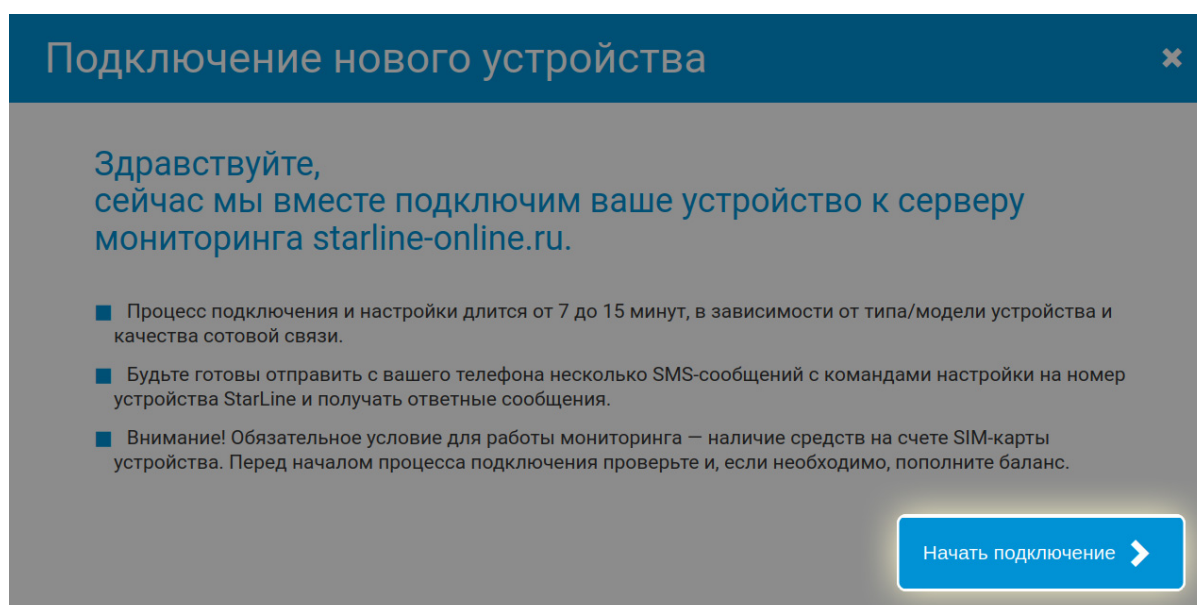 Подключение нового устройства
Здравствуйте,
сейчас мы вместе подключим ваше устройство к серверу
мониторинга starline-online.ru.
Процесс подключения и настройки длится от 7 до 15 минут, в зависимости от типа/модели устройства и
качества сотовой связи.
Будьте готовы отправить с вашего телефона несколько SMS-сообщений с командами настройки на номер
устройства StarLine и получать ответные сообщения.
Внимание! Обязательное условие для работы мониторинга — наличие средств на счете SIM-карты
устройства. Перед началом процесса подключения проверьте и, если необходимо, пополните баланс.
Начать подключение